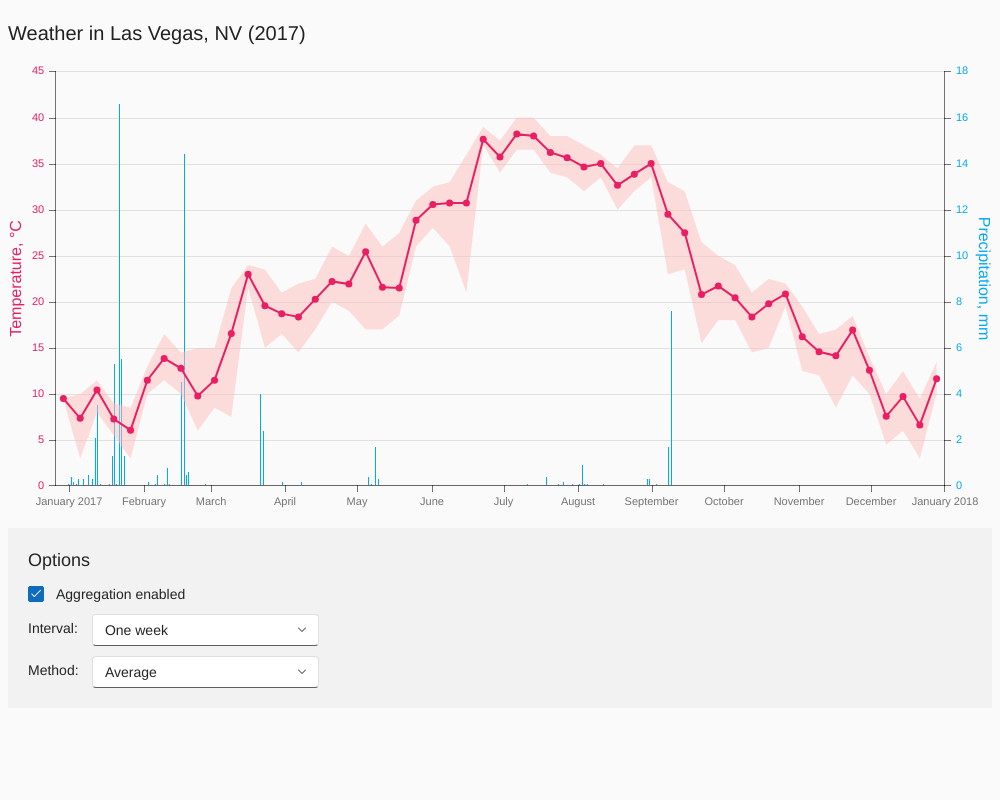 Weather in Las Vegas, NV (2017)
45
40
35
30
25
20
15
10
5
0
Temperature, °C
18
16
14
12
10
8
6
4
2
0
Precipitation, mm
January 2017 February March April May June July August September October November December January 2018
Options
Aggregation enabled
Interval: One week
Method: Average